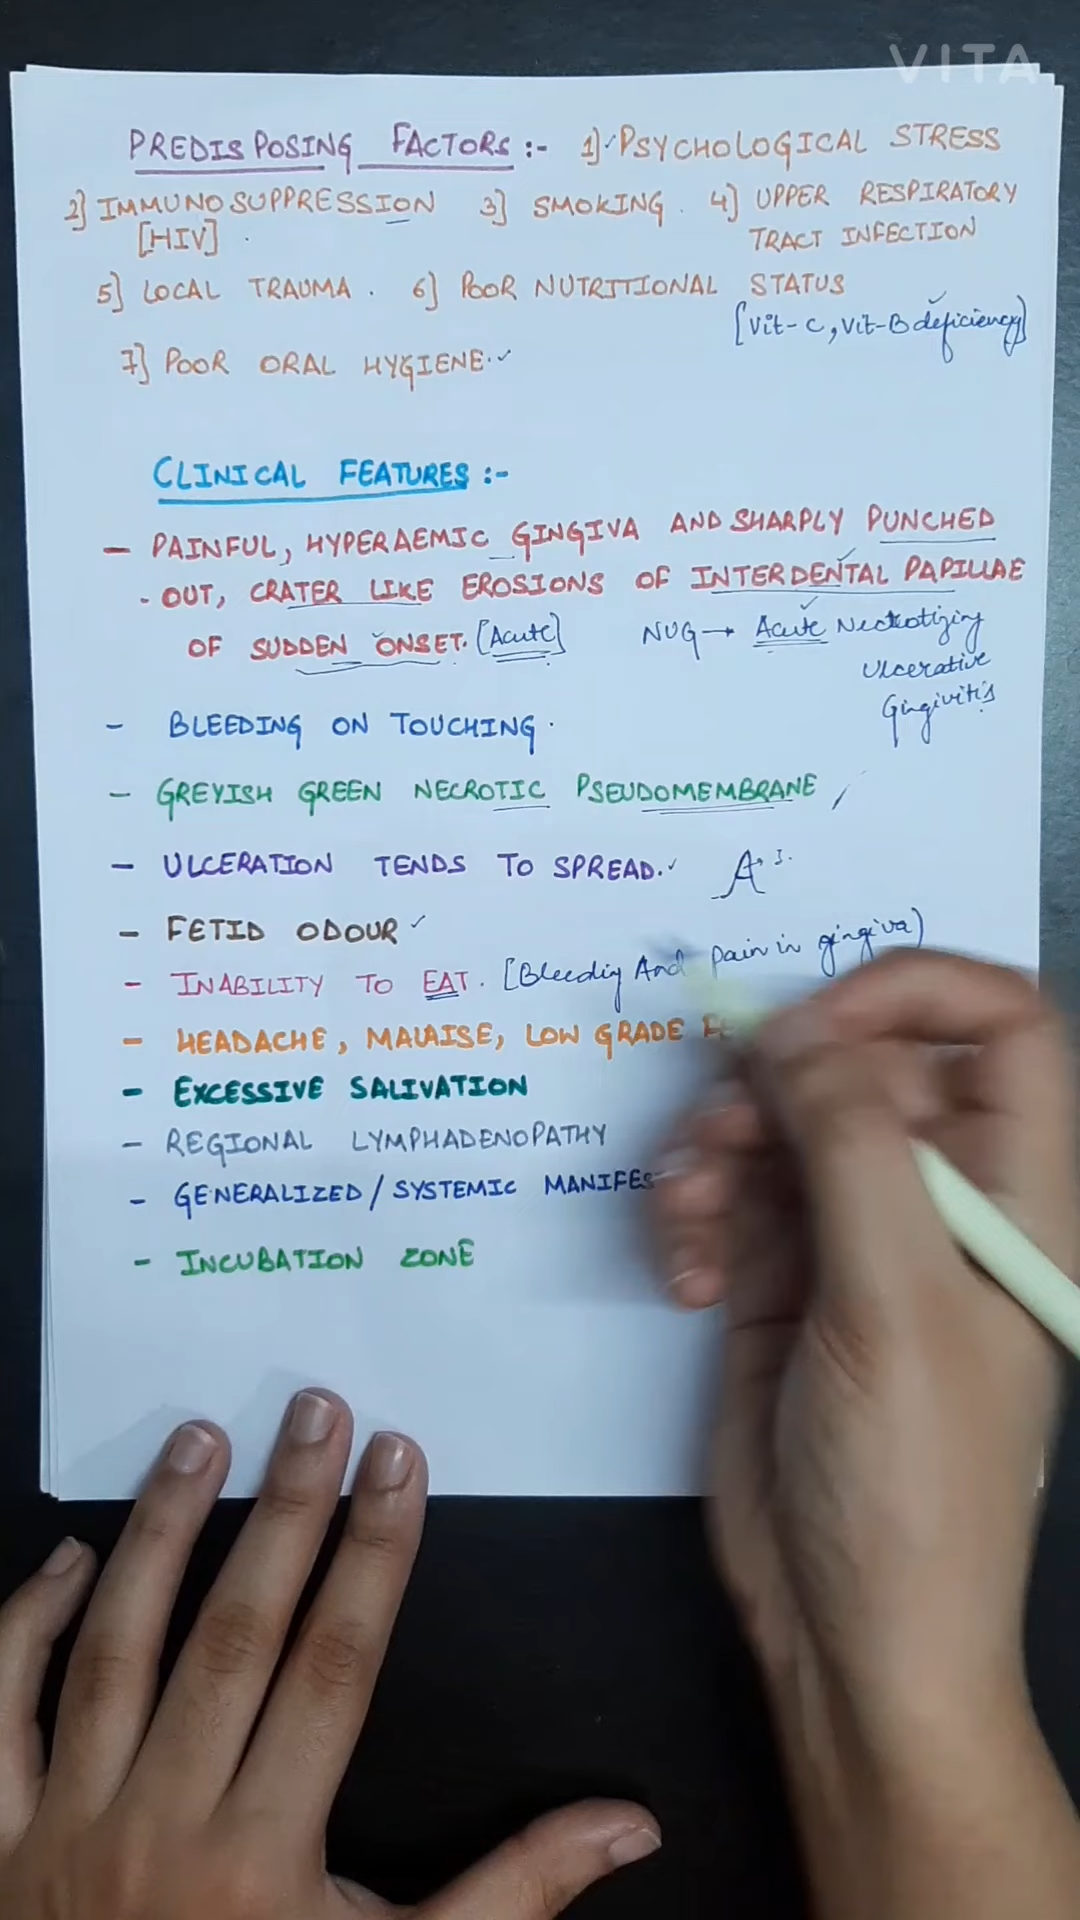 VITA
PREDISPOSING FACTORS :- 1] PSYCHOLOGICAL STRESS
2] IMMUNOSUPPRESSION 3] SMOKING. 4] UPPER RESPIRATORY
[HIV]. TRACT INFECTION
5] LOCAL TRAUMA. 6] POOR NUTRITIONAL STATUS
[Vit-C, Vit-B deficiency]
7] POOR ORAL HYGIENE.
CLINICAL FEATURES :-
- PAINFUL, HYPERAEMIC GINGIVA AND SHARPLY PUNCHED
OUT, CRATER LIKE EROSIONS OF INTERDENTAL PAPILLAE
OF SUDDEN ONSET. [Acute] NUG → Acute Necrotizing
Ulcerative
Gingivitis
- BLEEDING ON TOUCHING.
- GREYISH GREEN NECROTIC PSEUDOMEMBRANE
- ULCERATION TENDS TO SPREAD.
- FETID ODOUR
- INABILITY TO EAT. [Bleedig And pain in gingiva)
- HEADACHE, MALAISE, LOW GRADE
- EXCESSIVE SALIVATION
- REGIONAL LYMPHADENOPATHY
- GENERALIZED/SYSTEMIC MANIFES
- INCUBATION ZONE